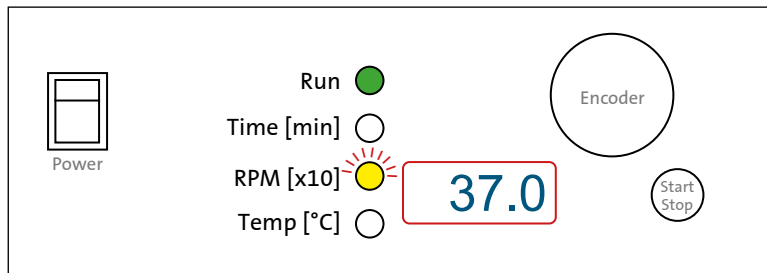 Run
Time [min]
RPM [x10]
Temp [°C]
Power
37.0
Encoder
Start
Stop